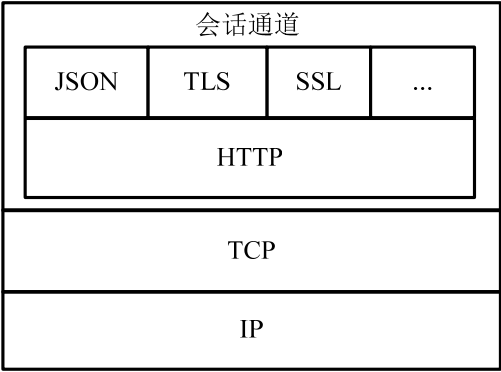 会话通道
JSON TLS SSL ...
HTTP
TCP
IP